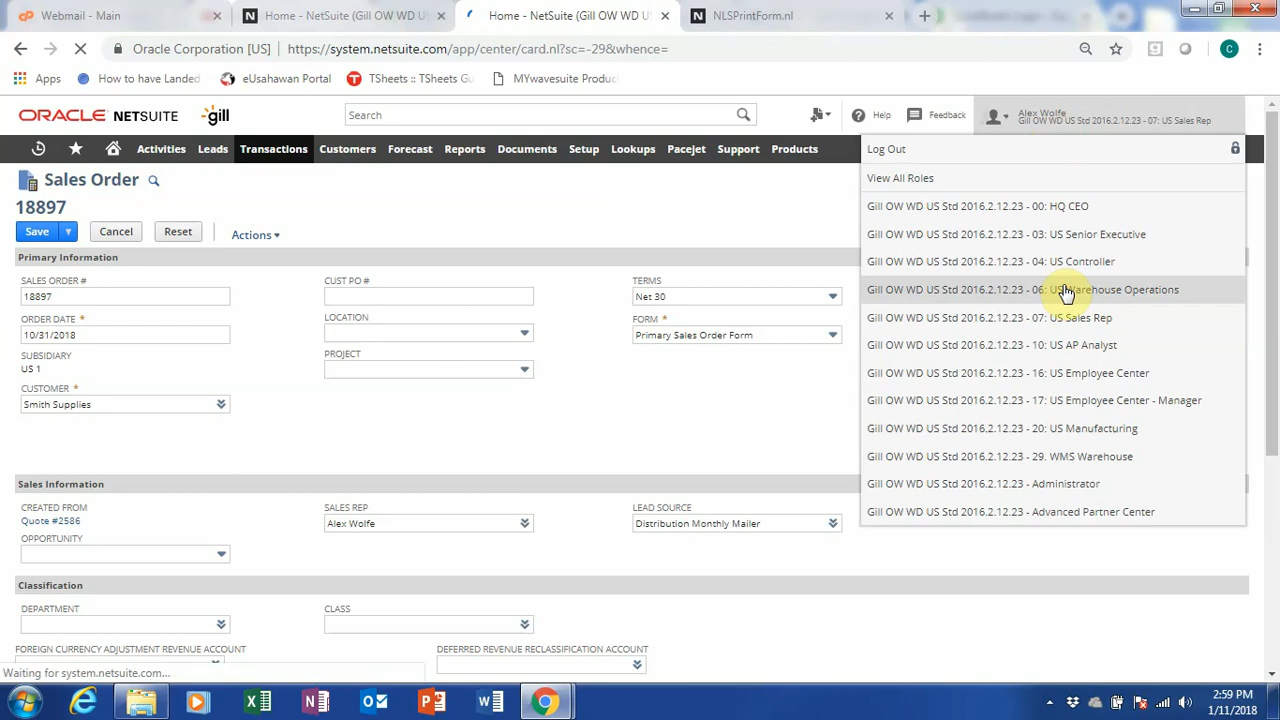 Webmail - Main
Home - NetSuite (Gill OW WD US
Home - NetSuite (Gill OW WD US
NLSPrintForm.nl
Oracle Corporation [US] https://system.netsuite.com/app/center/card.nl?sc=-29&whence=
Apps How to have Landed eUsahawan Portal TSheets :: TSheets Gu MYwavesuite Produc
ORACLE NETSUITE gill Search Help Feedback Alex Wolfe
Gill OW WD US Std 2016.2.12.23 - 07: US Sales Rep
Activities Leads Transactions Customers Forecast Reports Documents Setup Lookups Pacejet Support Products
Log Out
View All Roles
Gill OW WD US Std 2016.2.12.23 - 00: HQ CEO
Gill OW WD US Std 2016.2.12.23 - 03: US Senior Executive
Gill OW WD US Std 2016.2.12.23 - 04: US Controller
Gill OW WD US Std 2016.2.12.23 - 06: US Warehouse Operations
Gill OW WD US Std 2016.2.12.23 - 07: US Sales Rep
Gill OW WD US Std 2016.2.12.23 - 10: US AP Analyst
Gill OW WD US Std 2016.2.12.23 - 16: US Employee Center
Gill OW WD US Std 2016.2.12.23 - 17: US Employee Center - Manager
Gill OW WD US Std 2016.2.12.23 - 20: US Manufacturing
Gill OW WD US Std 2016.2.12.23 - 29. WMS Warehouse
Gill OW WD US Std 2016.2.12.23 - Administrator
Gill OW WD US Std 2016.2.12.23 - Advanced Partner Center
Sales Order
18897
Save Cancel Reset Actions
Primary Information
SALES ORDER #
18897
ORDER DATE *
10/31/2018
SUBSIDIARY
US 1
CUSTOMER *
Smith Supplies
CUST PO #
LOCATION
PROJECT
TERMS
Net 30
FORM *
Primary Sales Order Form
Sales Information
CREATED FROM
Quote #2586
OPPORTUNITY
SALES REP
Alex Wolfe
LEAD SOURCE
Distribution Monthly Mailer
Classification
DEPARTMENT
CLASS
FOREIGN CURRENCY ADJUSTMENT REVENUE ACCOUNT
DEFERRED REVENUE RECLASSIFICATION ACCOUNT
Waiting for system.netsuite.com...
2:59 PM
1/11/2018